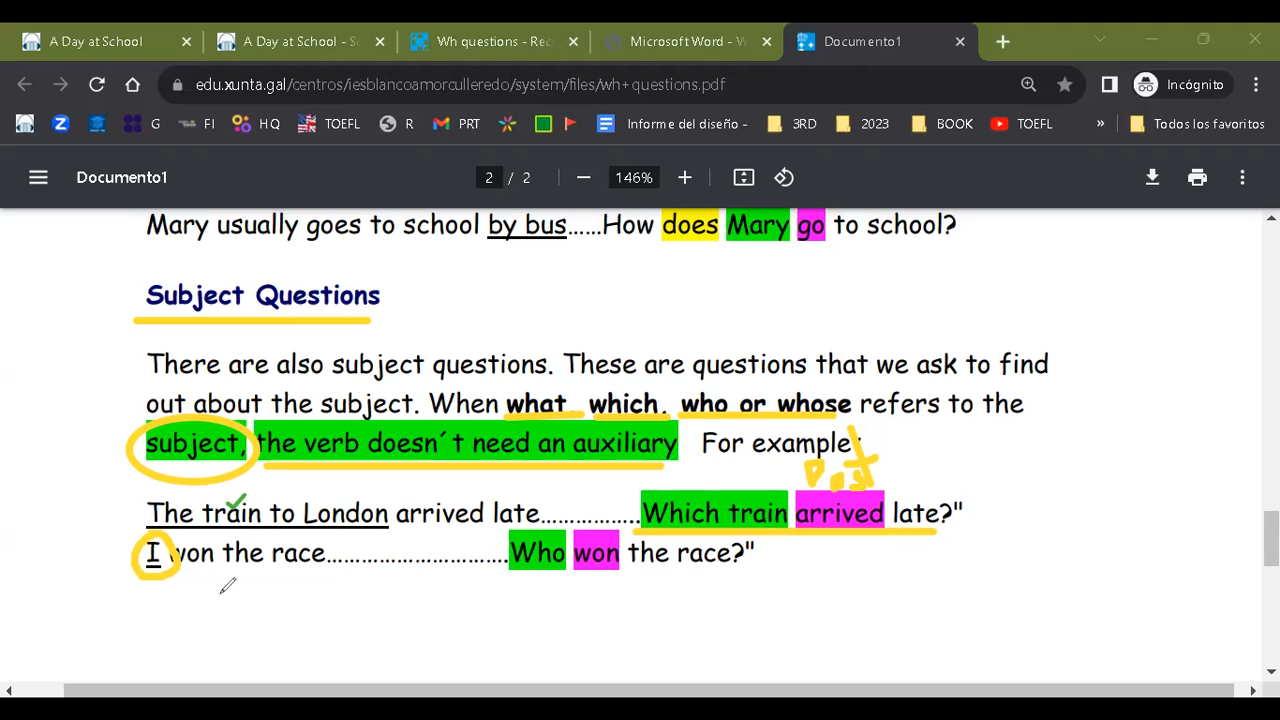 A Day at School
A Day at School - S
Wh questions - Rec
Microsoft Word - W
Documento1
edu.xunta.gal/centros/iesblancoamorculleredo/system/files/wh+questions.pdf
Incógnito
G FI HQ TOEFL R PRT Informe del diseño - 3RD 2023 BOOK TOEFL » Todos los favoritos
Documento1 2 / 2 146%
Mary usually goes to school by bus……How does Mary go to school?
Subject Questions
There are also subject questions. These are questions that we ask to find
out about the subject. When what, which, who or whose refers to the
subject, the verb doesn´t need an auxiliary For example:
Past
The train to London arrived late……………..Which train arrived late?"
I won the race……………………….Who won the race?"